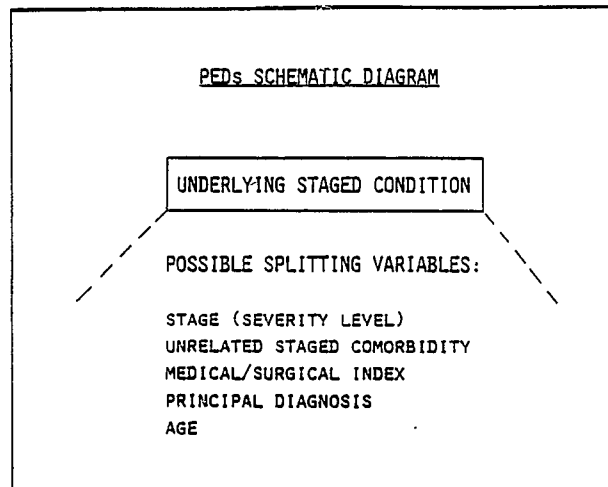 PEDs SCHEMATIC DIAGRAM
UNDERLYING STAGED CONDITION
POSSIBLE SPLITTING VARIABLES:
STAGE (SEVERITY LEVEL)
UNRELATED STAGED COMORBIDITY
MEDICAL/SURGICAL INDEX
PRINCIPAL DIAGNOSIS
AGE